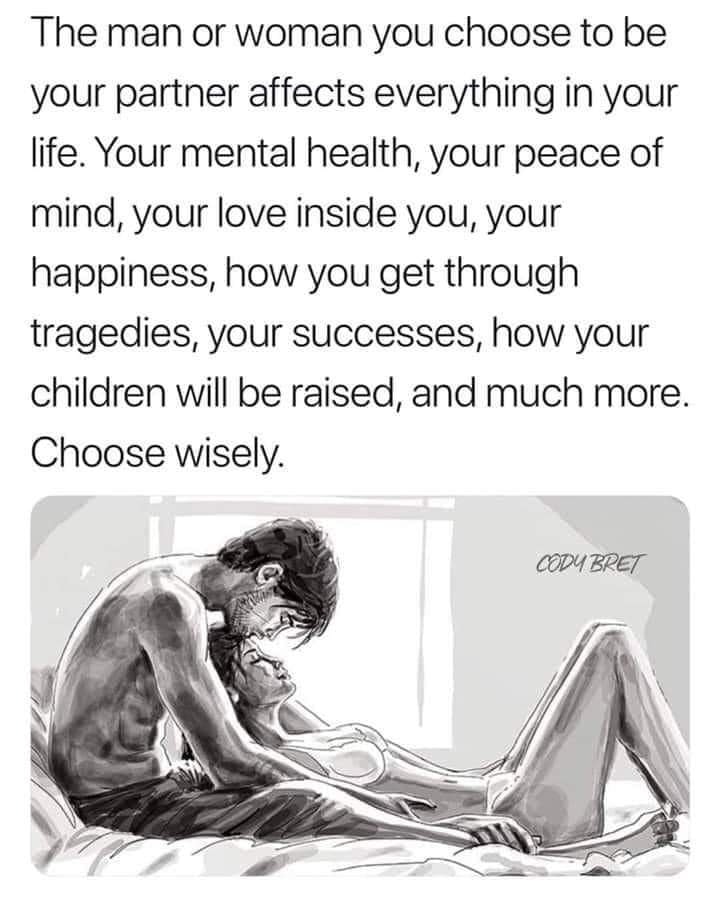 The man or woman you choose to be
your partner affects everything in your
life. Your mental health, your peace of
mind, your love inside you, your
happiness, how you get through
tragedies, your successes, how your
children will be raised, and much more.
Choose wisely.
CODY BRET